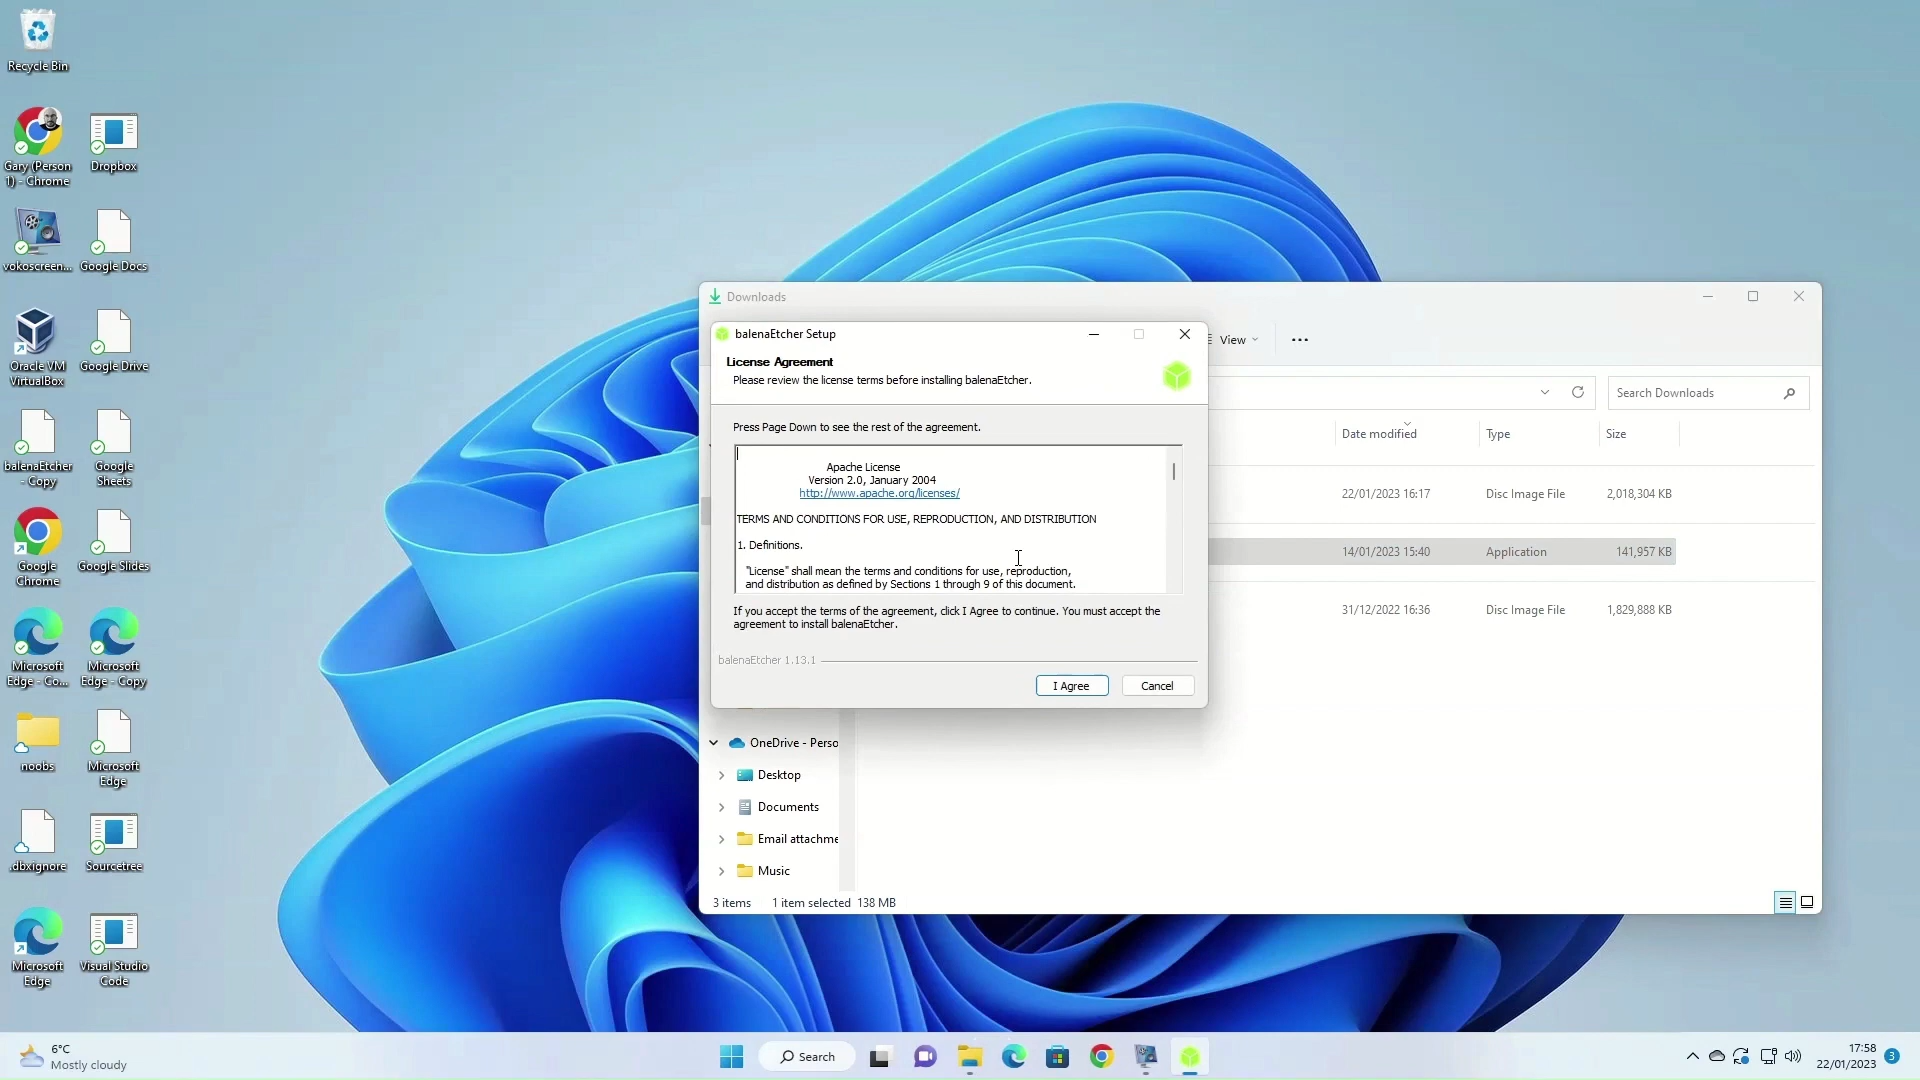 Recycle Bin
Gary (Person
1) - Chrome
Dropbox
vokoscreen...
Google Docs
Oracle VM
VirtualBox
Google Drive
balenaEtcher
- Copy
Google
Sheets
Google
Chrome
Google Slides
Microsoft
Edge - Co...
Microsoft
Edge - Copy
noobs
Microsoft
Edge
.dbxignore
Sourcetree
Microsoft
Edge
Visual Studio
Code
Downloads
View
Search Downloads
Date modified
Type
Size
22/01/2023 16:17
Disc Image File
2,018,304 KB
14/01/2023 15:40
Application
141,957 KB
31/12/2022 16:36
Disc Image File
1,829,888 KB
balenaEtcher Setup
License Agreement
Please review the license terms before installing balenaEtcher.
Press Page Down to see the rest of the agreement.
Apache License
Version 2.0, January 2004
http://www.apache.org/licenses/
TERMS AND CONDITIONS FOR USE, REPRODUCTION, AND DISTRIBUTION
1. Definitions.
"License" shall mean the terms and conditions for use, reproduction,
and distribution as defined by Sections 1 through 9 of this document.
If you accept the terms of the agreement, click I Agree to continue. You must accept the
agreement to install balenaEtcher.
balenaEtcher 1.13.1
I Agree
Cancel
OneDrive - Perso
Desktop
Documents
Email attachme
Music
3 items
1 item selected 138 MB
6°C
Mostly cloudy
Search
17:58
22/01/2023
3